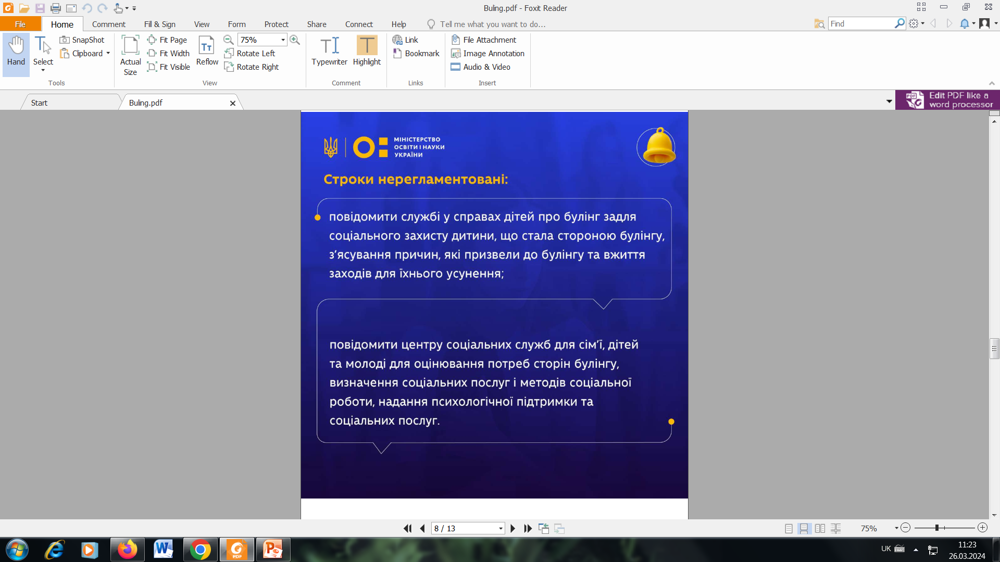 Buling.pdf - Foxit Reader
File Home Comment Fill & Sign View Form Protect Share Connect Help Tell me what you want to do... Find
Hand
Select
SnapShot
Clipboard
Tools
Actual
Size
Fit Page
Fit Width
Fit Visible
Reflow
75%
Rotate Left
Rotate Right
View
Typewriter
Highlight
Comment
Link
Bookmark
Links
File Attachment
Image Annotation
Audio & Video
Insert
Start
Buling.pdf
Edit PDF like a
word processor
МІНІСТЕРСТВО
ОСВІТИ І НАУКИ
УКРАЇНИ
Строки нерегламентовані:
повідомити службі у справах дітей про булінг задля
соціального захисту дитини, що стала стороною булінгу,
з’ясування причин, які призвели до булінгу та вжиття
заходів для їхнього усунення;
повідомити центру соціальних служб для сім’ї, дітей
та молоді для оцінювання потреб сторін булінгу,
визначення соціальних послуг і методів соціальної
роботи, надання психологічної підтримки та
соціальних послуг.
8 / 13
75%
UK
11:23
26.03.2024